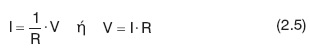 I = 1/R · V ή V = I · R (2.5)